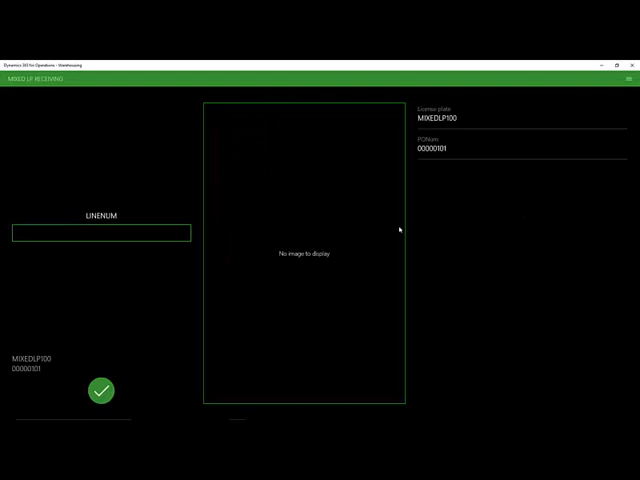 Dynamics 365 for Operations - Warehousing
MIXED LP RECEIVING
License plate
MIXEDLP100
PONum
00000101
LINENUM
No image to display
MIXEDLP100
00000101